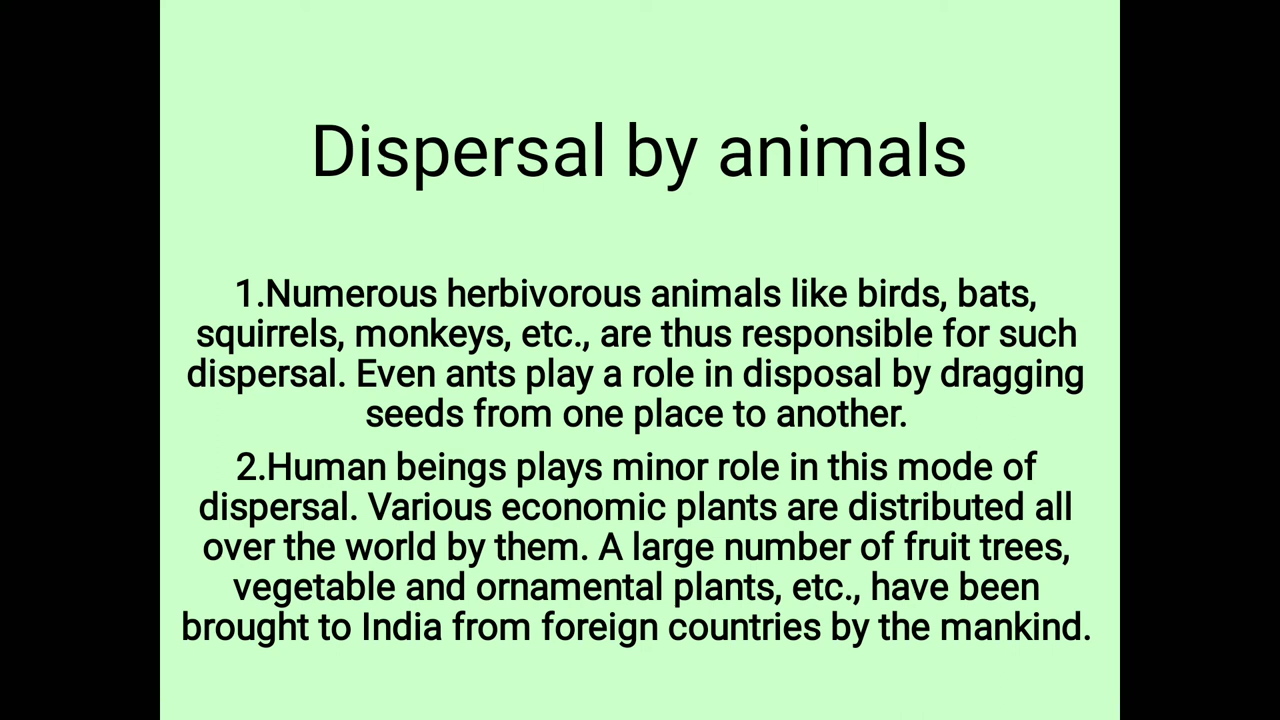 Dispersal by animals
1.Numerous herbivorous animals like birds, bats,
squirrels, monkeys, etc., are thus responsible for such
dispersal. Even ants play a role in disposal by dragging
seeds from one place to another.
2.Human beings plays minor role in this mode of
dispersal. Various economic plants are distributed all
over the world by them. A large number of fruit trees,
vegetable and ornamental plants, etc., have been
brought to India from foreign countries by the mankind.